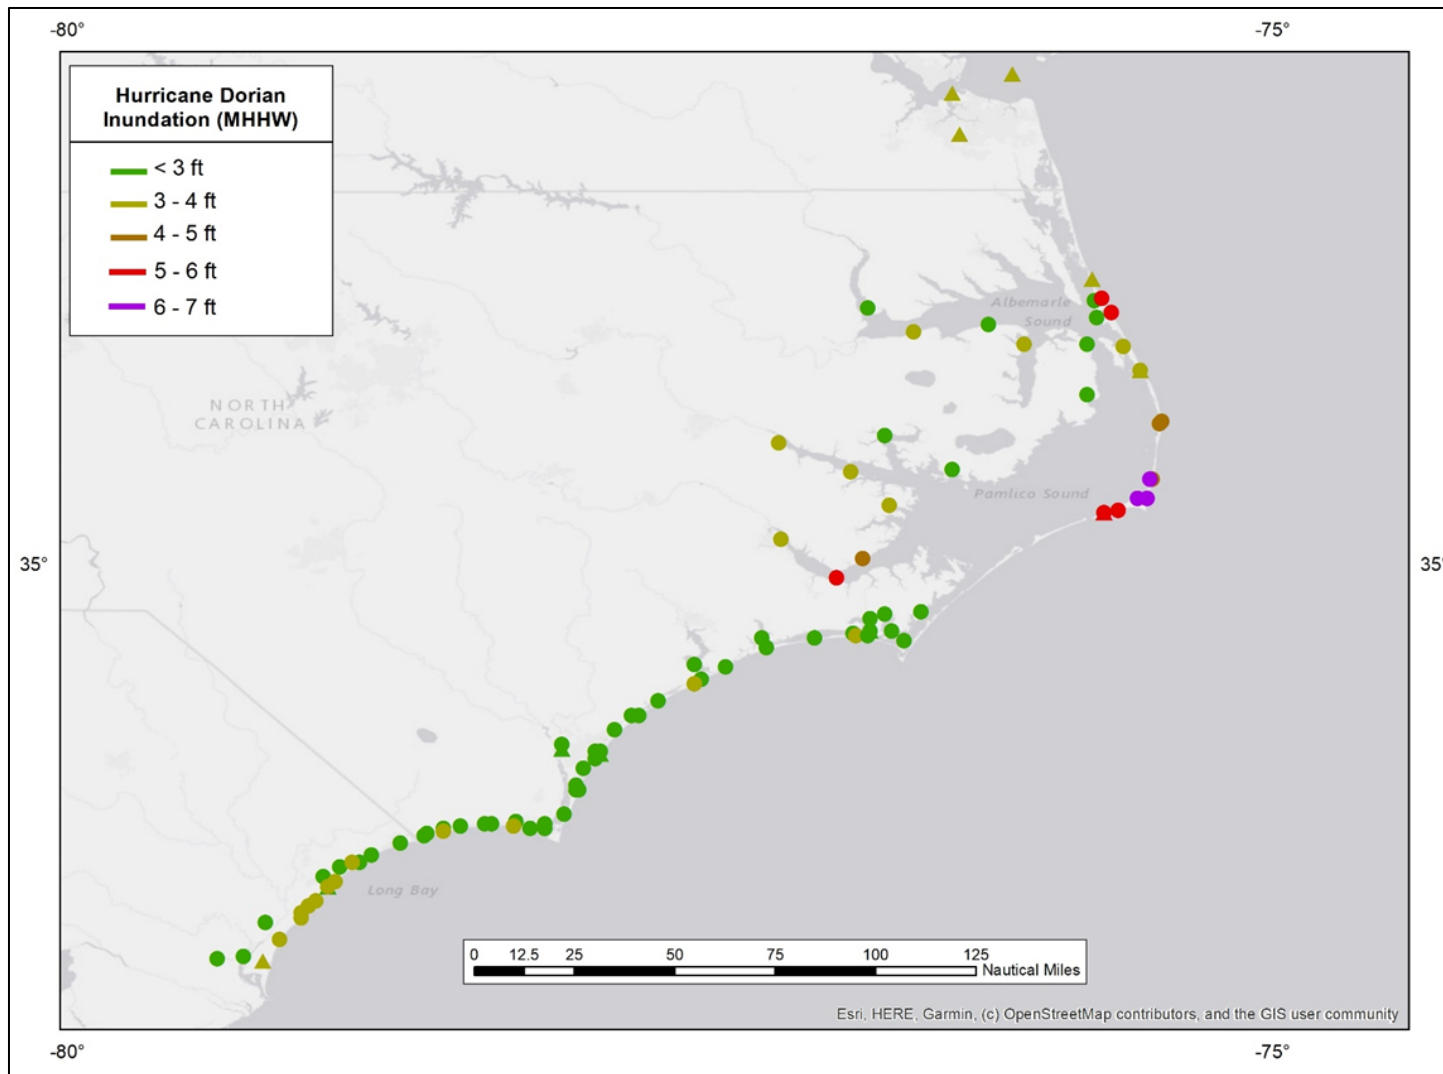 -80°
-75°
Hurricane Dorian
Inundation (MHHW)
< 3 ft
3 - 4 ft
4 - 5 ft
5 - 6 ft
6 - 7 ft
Albemarle
Sound
NORTH
CAROLINA
Pamlico Sound
35°
35°
Long Bay
0 12.5 25 50 75 100 125
Nautical Miles
Esri, HERE, Garmin, (c) OpenStreetMap contributors, and the GIS user community
-80°
-75°